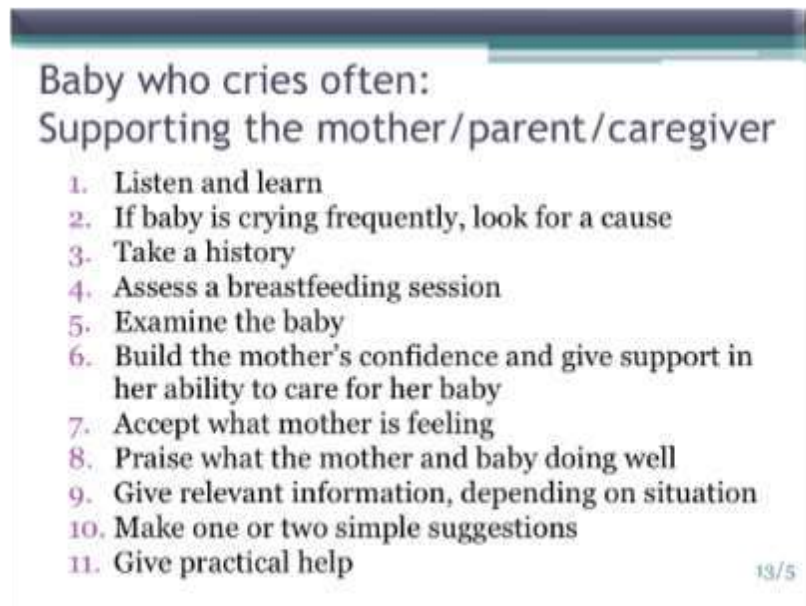 Baby who cries often:
Supporting the mother/parent/caregiver
1. Listen and learn
2. If baby is crying frequently, look for a cause
3. Take a history
4. Assess a breastfeeding session
5. Examine the baby
6. Build the mother's confidence and give support in
her ability to care for her baby
7. Accept what mother is feeling
8. Praise what the mother and baby doing well
9. Give relevant information, depending on situation
10. Make one or two simple suggestions
11. Give practical help
13/5